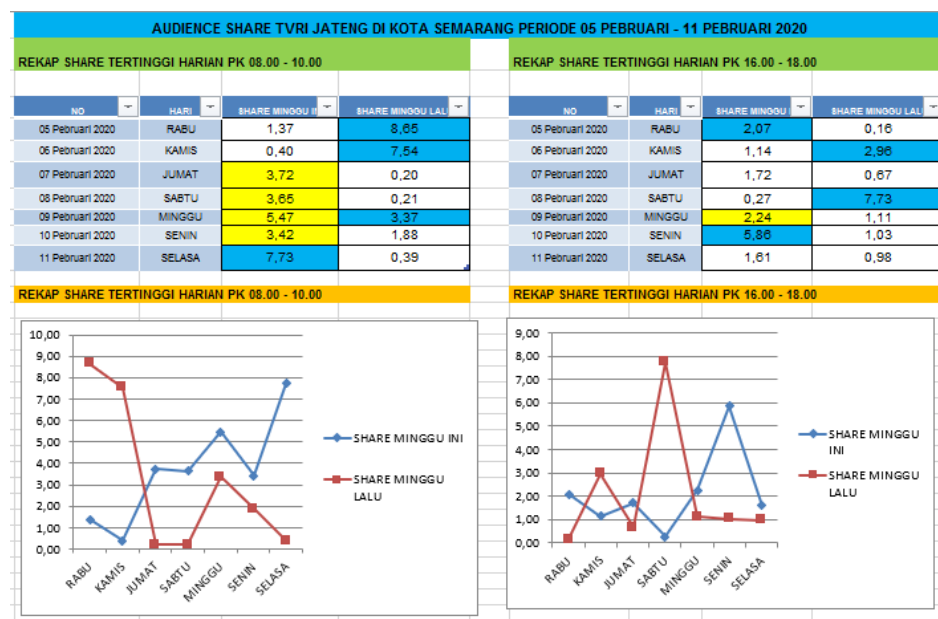 AUDIENCE SHARE TVRI JATENG DI KOTA SEMARANG PERIODE 05 PEBRUARI - 11 PEBRUARI 2020
REKAP SHARE TERTINGGI HARIAN PK 08.00 - 10.00
NO HARI SHARE MINGGU I SHARE MINGGU LAL
05 Pebruari 2020 RABU 1,37 8,65
06 Pebruari 2020 KAMIS 0,40 7,54
07 Pebruari 2020 JUMAT 3,72 0,20
08 Pebruari 2020 SABTU 3,65 0,21
09 Pebruari 2020 MINGGU 5,47 3,37
10 Pebruari 2020 SENIN 3,42 1,88
11 Pebruari 2020 SELASA 7,73 0,39
REKAP SHARE TERTINGGI HARIAN PK 16.00 - 18.00
NO HARI SHARE MINGGU SHARE MINGGU LAL
05 Pebruari 2020 RABU 2,07 0,16
06 Pebruari 2020 KAMIS 1,14 2,96
07 Pebruari 2020 JUMAT 1,72 0,67
08 Pebruari 2020 SABTU 0,27 7,73
09 Pebruari 2020 MINGGU 2,24 1,11
10 Pebruari 2020 SENIN 5,86 1,03
11 Pebruari 2020 SELASA 1,61 0,98
REKAP SHARE TERTINGGI HARIAN PK 08.00 - 10.00
10,00
9,00
8,00
7,00
6,00
5,00
4,00
3,00
2,00
1,00
0,00
RABU KAMIS JUMAT SABTU MINGGU SENIN SELASA
SHARE MINGGU INI
SHARE MINGGU
LALU
REKAP SHARE TERTINGGI HARIAN PK 16.00 - 18.00
9,00
8,00
7,00
6,00
5,00
4,00
3,00
2,00
1,00
0,00
RABU KAMIS JUMAT SABTU MINGGU SENIN SELASA
SHARE MINGGU
INI
SHARE MINGGU
LALU